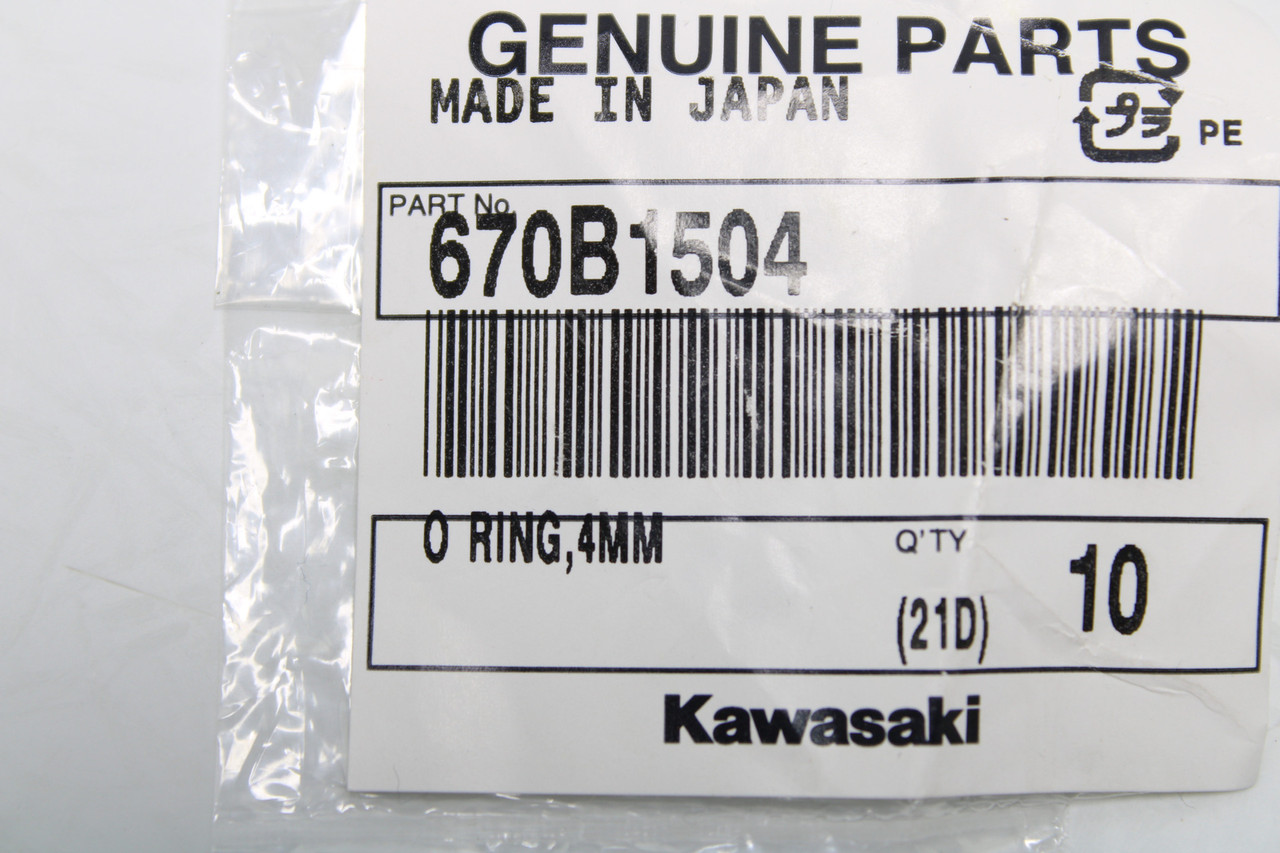 GENUINE PARTS
MADE IN JAPAN
プラ PE
PART No.
670B1504
O RING,4MM
Q'TY
(21D)
10
Kawasaki